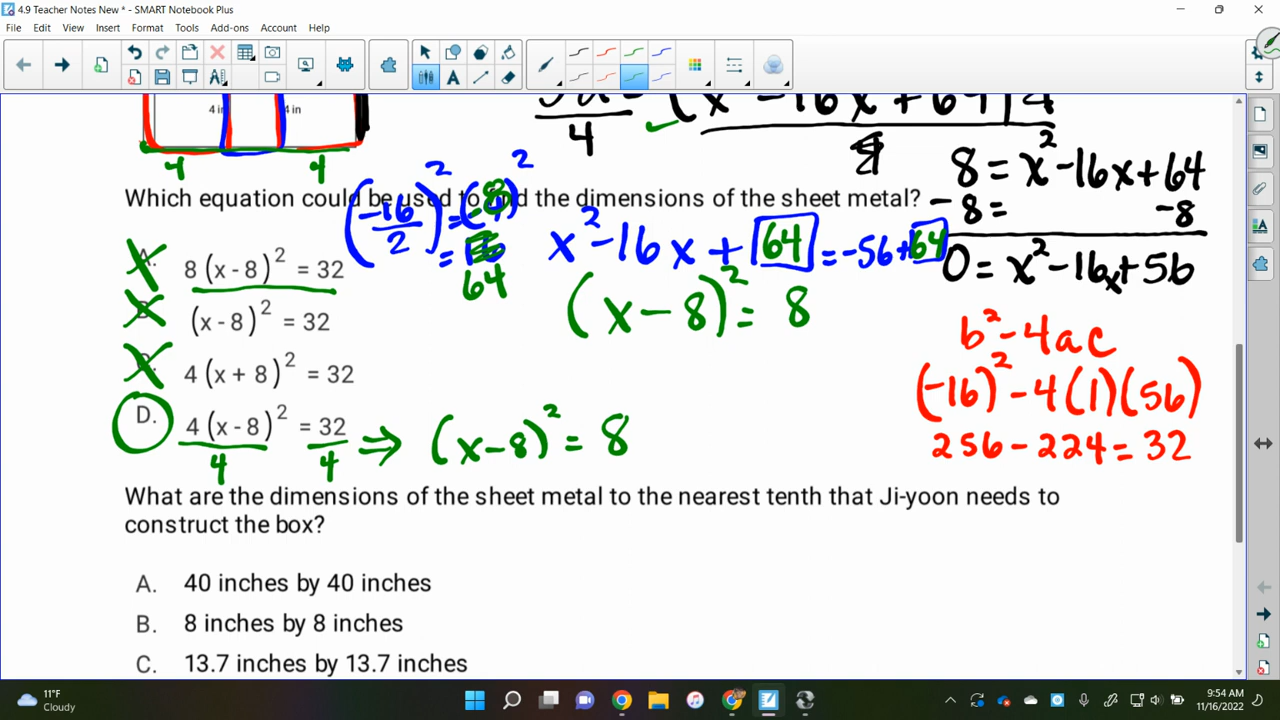 4.9 Teacher Notes New * - SMART Notebook Plus
File Edit View Insert Format Tools Add-ons Account Help
4 in 4 in
4 4
4
(x² - 16x + 64) 4
4
Which equation could be used to find the dimensions of the sheet metal?
8 = x² - 16x + 64
-8 = -8
0 = x² - 16x + 56
(-16/2)² = (-8)²
= 64
x² - 16x + 64 = -56 + 64
(x - 8)² = 8
8 (x - 8)² = 32
(x - 8)² = 32
4 (x + 8)² = 32
D. 4 (x - 8)² = 32 ⇒ (x - 8)² = 8
4 4
b² - 4ac
(-16)² - 4(1)(56)
256 - 224 = 32
What are the dimensions of the sheet metal to the nearest tenth that Ji-yoon needs to
construct the box?
A. 40 inches by 40 inches
B. 8 inches by 8 inches
C. 13.7 inches by 13.7 inches
11°F
Cloudy
9:54 AM
11/16/2022